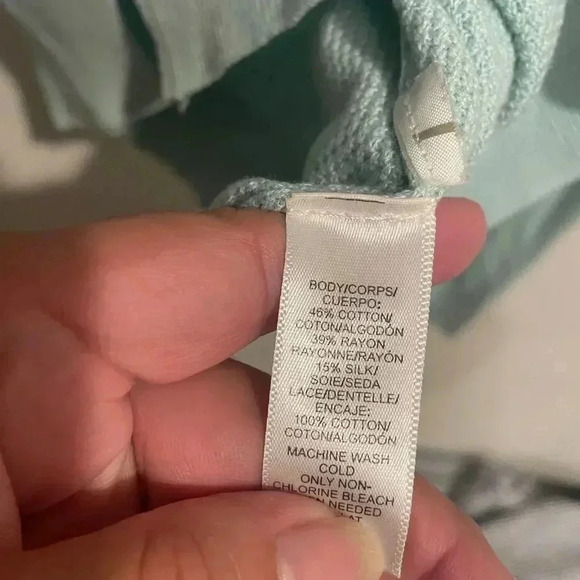 BODY/CORPS/
CUERPO:
46% COTTON/
COTON/ALGODÓN
39% RAYON
RAYONNE/RAYÓN
15% SILK/
SOIE/SEDA
LACE/DENTELLE/
ENCAJE:
100% COTTON/
COTON/ALGODÓN
MACHINE WASH
COLD
ONLY NON-
CHLORINE BLEACH
NEEDED